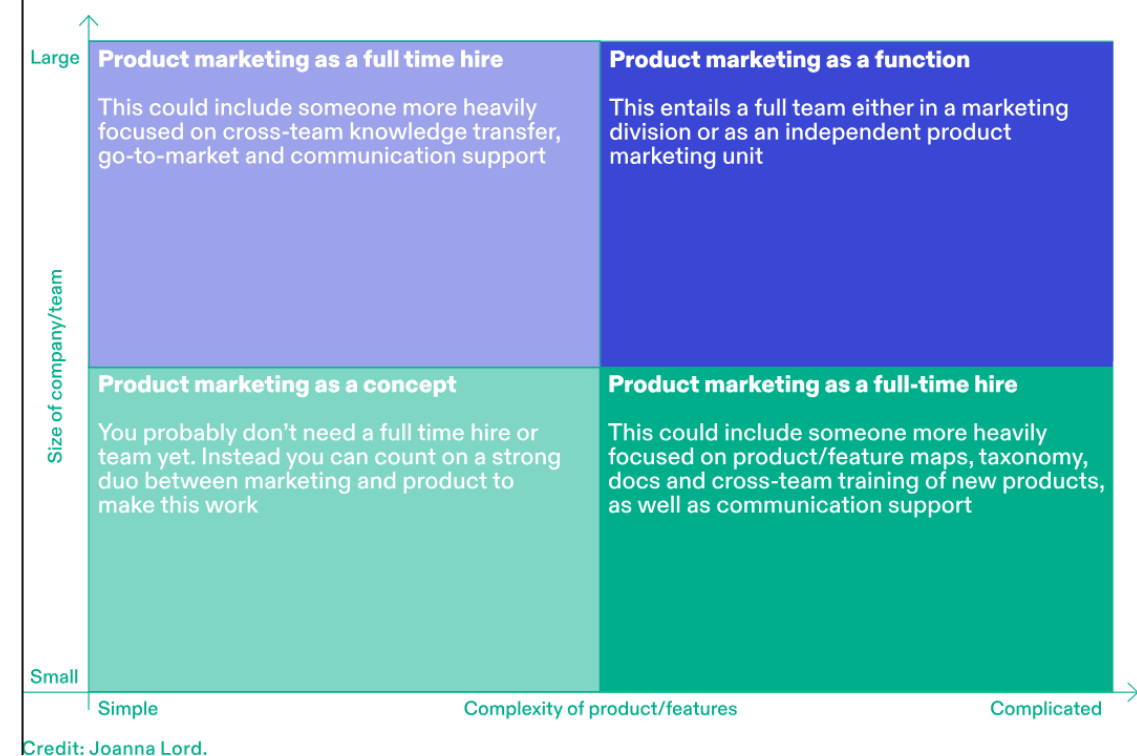 Large
Product marketing as a full time hire
This could include someone more heavily
focused on cross-team knowledge transfer,
go-to-market and communication support
Product marketing as a function
This entails a full team either in a marketing
division or as an independent product
marketing unit
Size of company/team
Product marketing as a concept
You probably don’t need a full time hire or
team yet. Instead you can count on a strong
duo between marketing and product to
make this work
Product marketing as a full-time hire
This could include someone more heavily
focused on product/feature maps, taxonomy,
docs and cross-team training of new products,
as well as communication support
Small
Simple
Complexity of product/features
Complicated
Credit: Joanna Lord.